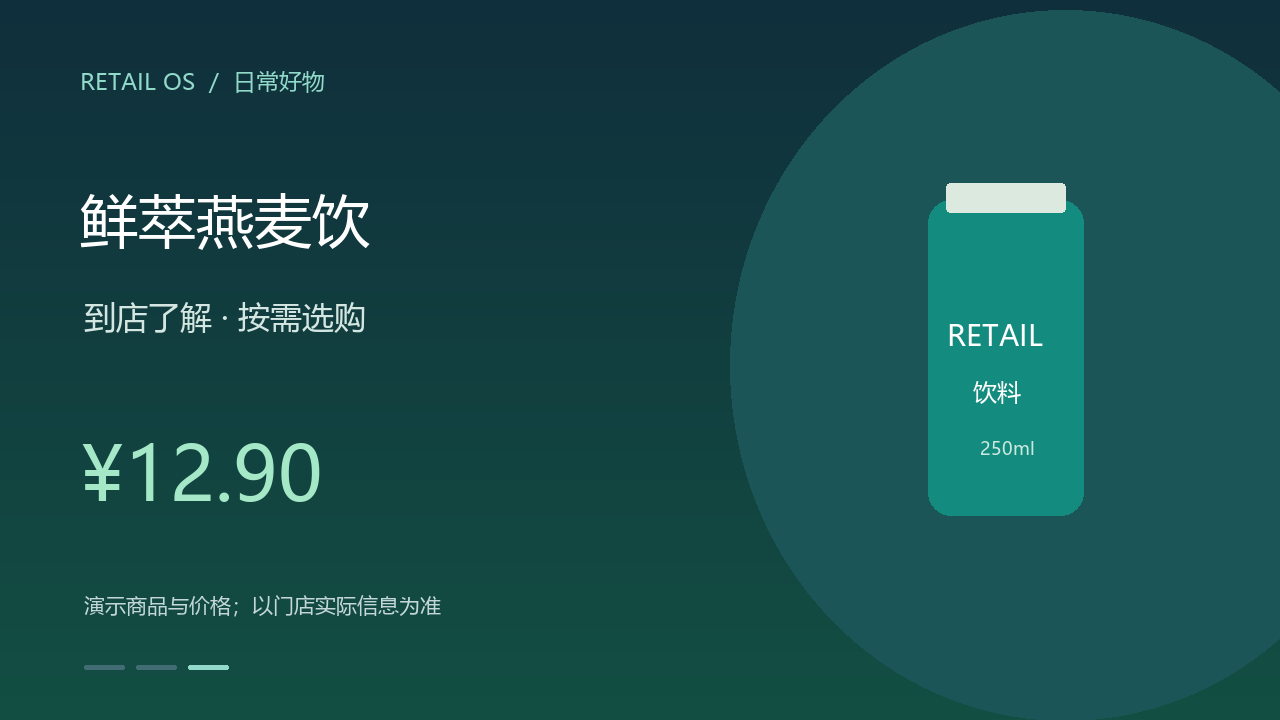 RETAIL OS / 日常好物
鲜萃燕麦饮
到店了解 · 按需选购
¥12.90
演示商品与价格；以门店实际信息为准
RETAIL
饮料
250ml